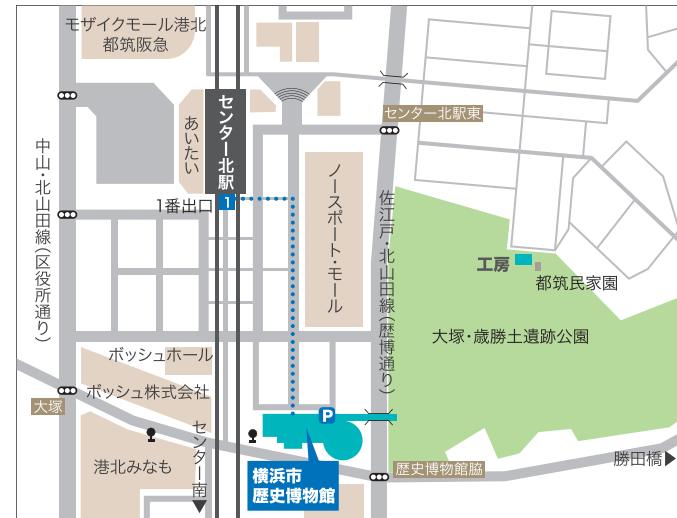 モザイクモール港北
都筑阪急
センター北駅
あいたい
センター北駅東
中山・北山田線(区役所通り)
1番出口
1
ノースポート・モール
佐江戸・北山田線(歴博通り)
工房
都筑民家園
大塚・歳勝土遺跡公園
ボッシュホール
ボッシュ株式会社
大塚
P
センター南
港北みなも
横浜市
歴史博物館
歴史博物館脇
勝田橋